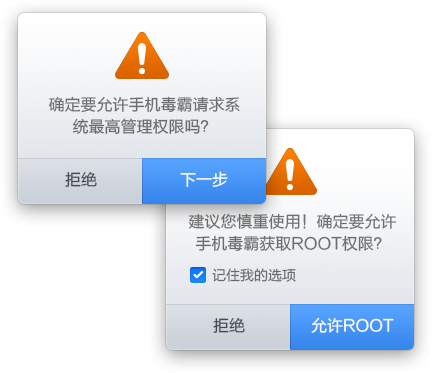 确定要允许手机毒霸请求系
统最高管理权限吗?
拒绝
下一步
建议您慎重使用！确定要允许
手机毒霸获取ROOT权限?
记住我的选项
拒绝
允许ROOT